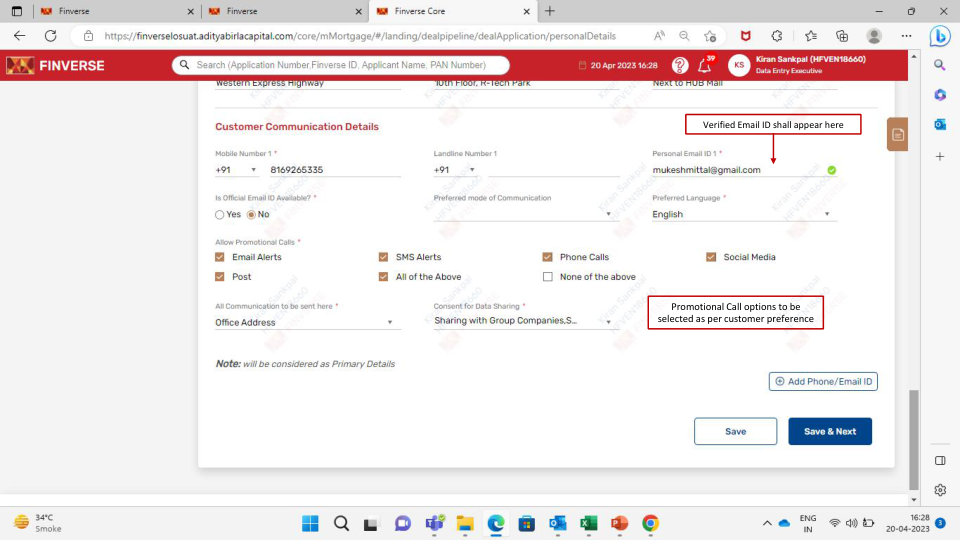 Finverse
Finverse
Finverse Core
https://finverselosuat.adityabirlacapital.com/core/mMortgage/#/landing/dealpipeline/dealApplication/personalDetails
FINVERSE
Search (Application Number,Finverse ID, Applicant Name, PAN Number)
20 Apr 2023 16:28
39
KS
Kiran Sankpal (HFVEN18660)
Data Entry Executive
Western Express Highway
10th Floor, R-Tech Park
Next to HUB Mall
Customer Communication Details
Verified Email ID shall appear here
Mobile Number 1 *
Landline Number 1
Personal Email ID 1 *
+91 8169265335
+91
mukeshmittal@gmail.com
Is Official Email ID Available? *
Preferred mode of Communication
Preferred Language *
Yes No
English
Allow Promotional Calls *
Email Alerts
SMS Alerts
Phone Calls
Social Media
Post
All of the Above
None of the above
All Communication to be sent here *
Consent for Data Sharing *
Office Address
Sharing with Group Companies,S...
Promotional Call options to be
selected as per customer preference
Note: will be considered as Primary Details
Add Phone/Email ID
Save
Save & Next
34°C
Smoke
ENG
IN
16:28
20-04-2023
3